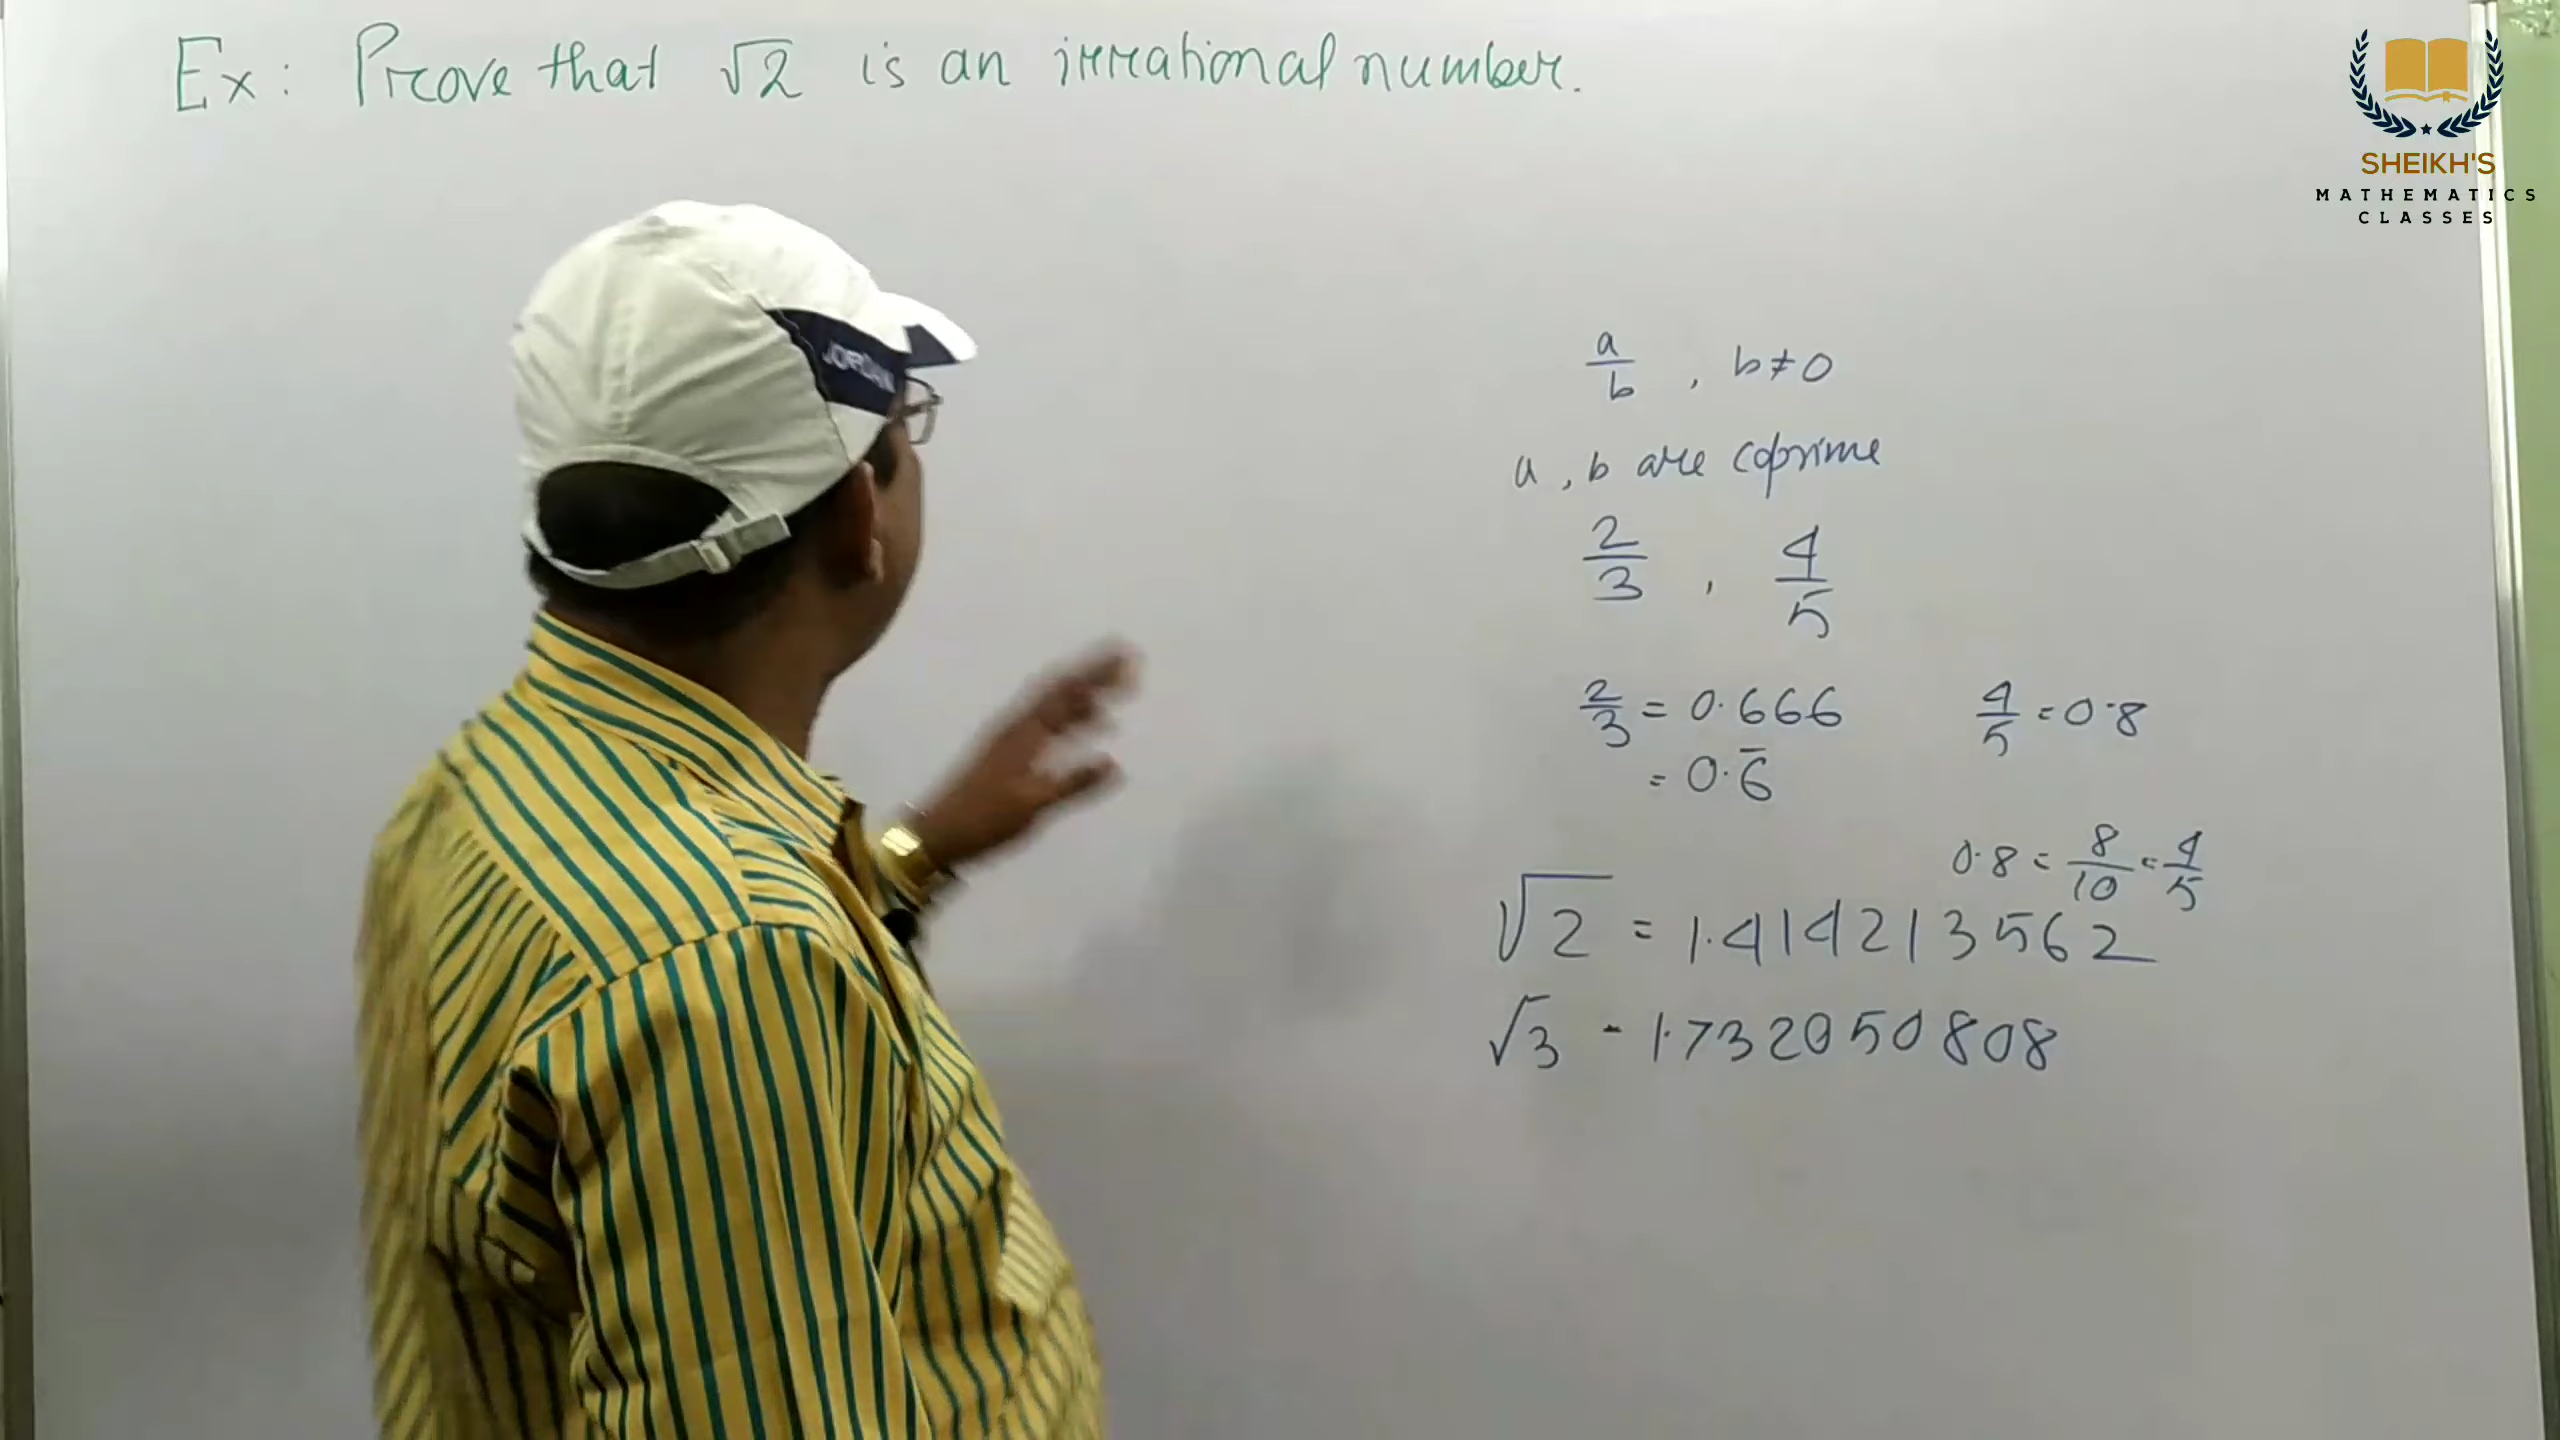 Ex: Prove that √2 is an irrational number.
SHEIKH'S
MATHEMATICS
CLASSES
JORDAN
a/b , b≠0
a, b are coprime
2/3 , 4/5
2/3 = 0.666
= 0.6̅
4/5 = 0.8
0.8 = 8/10 = 4/5
√2 = 1.414213562
√3 - 1.732050808